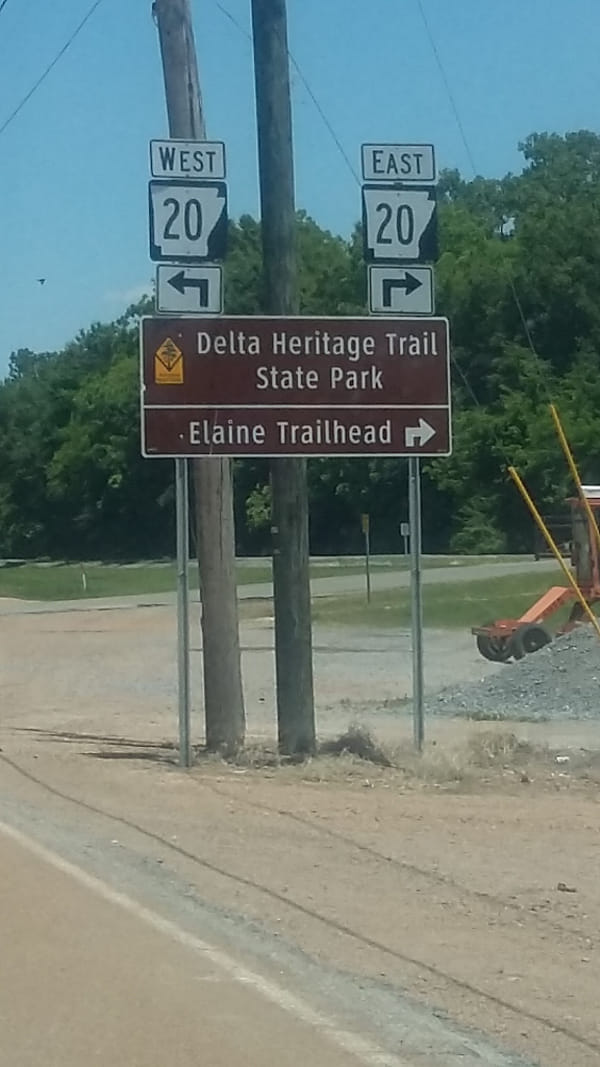 WEST
20
EAST
20
Delta Heritage Trail
State Park
Elaine Trailhead